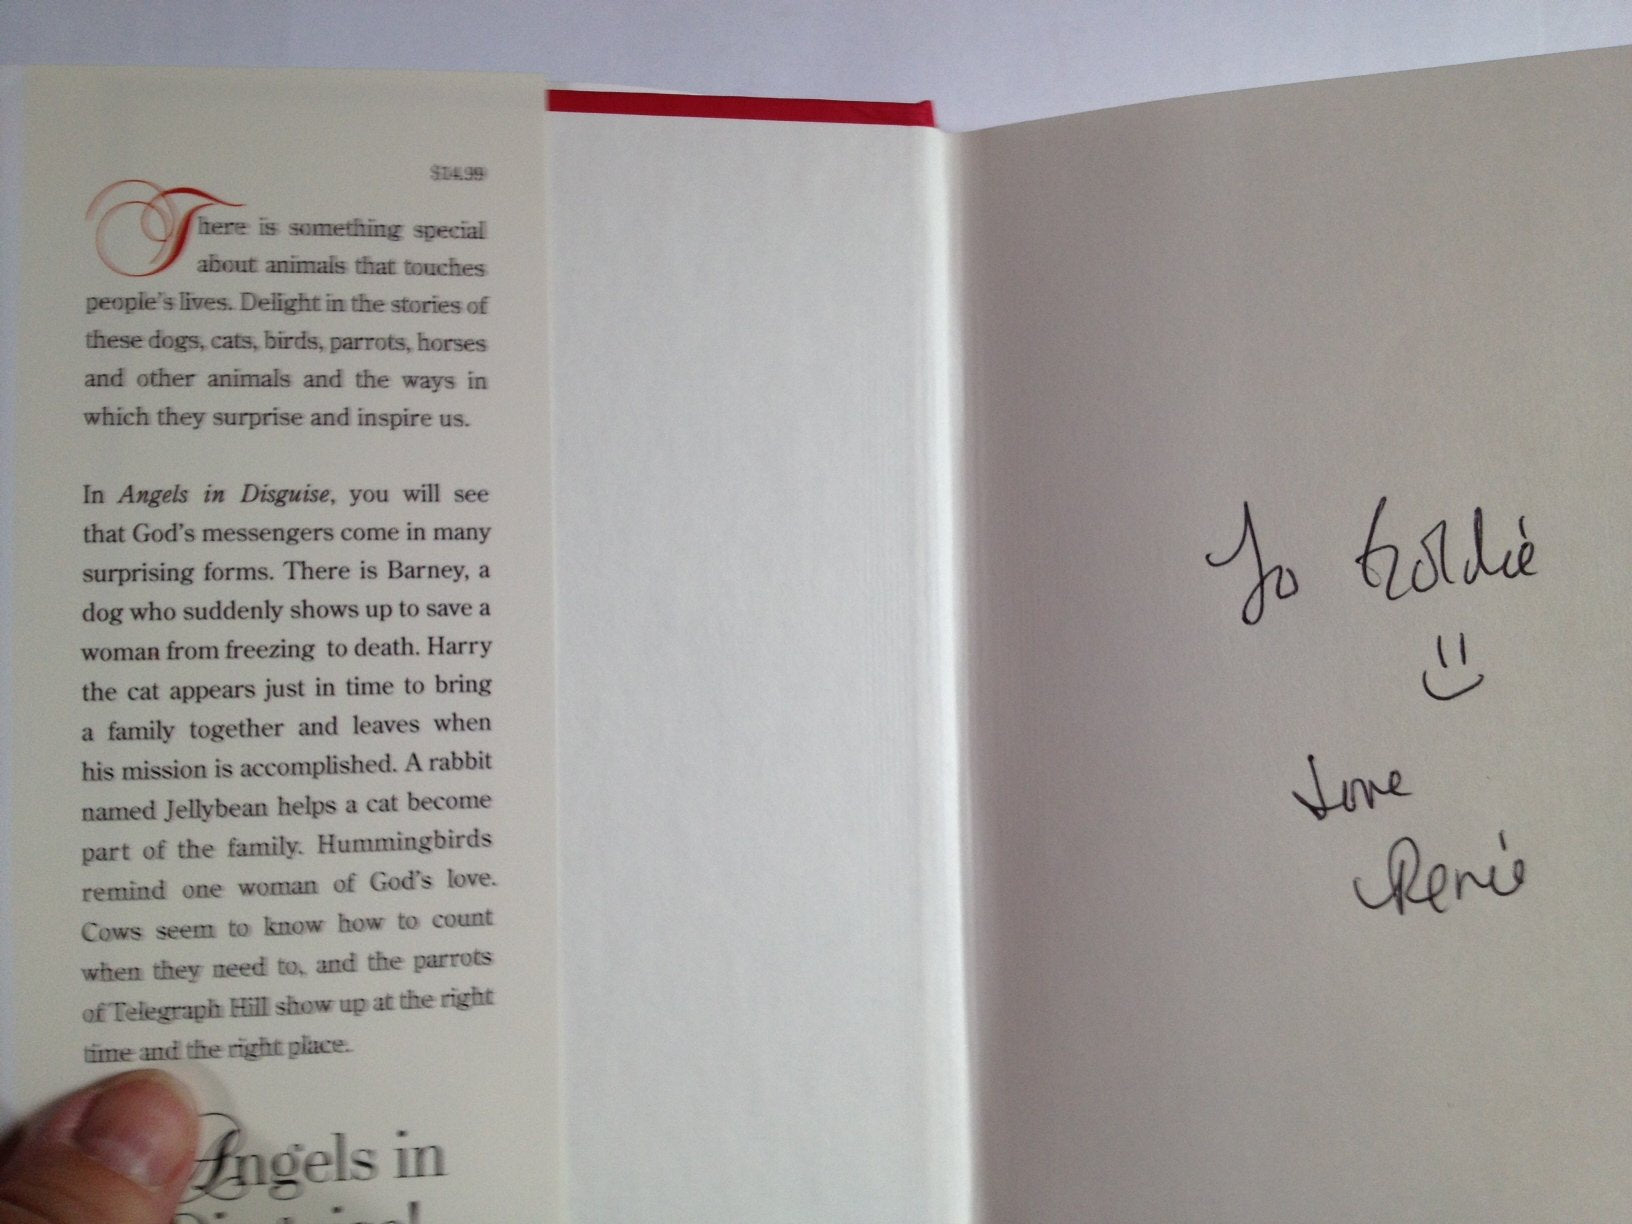 $14.99
There is something special
about animals that touches
people's lives. Delight in the stories of
these dogs, cats, birds, parrots, horses
and other animals and the ways in
which they surprise and inspire us.
In Angels in Disguise, you will see
that God's messengers come in many
surprising forms. There is Barney, a
dog who suddenly shows up to save a
woman from freezing to death. Harry
the cat appears just in time to bring
a family together and leaves when
his mission is accomplished. A rabbit
named Jellybean helps a cat become
part of the family. Hummingbirds
remind one woman of God's love.
Cows seem to know how to count
when they need to, and the parrots
of Telegraph Hill show up at the right
time and the right place.
Angels in
To Goldie
Love
Renie